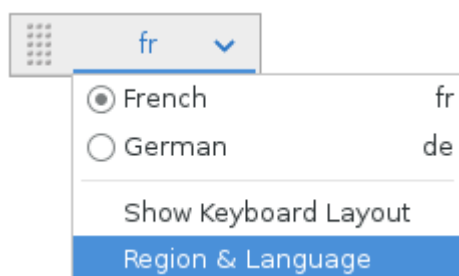 fr
French fr
German de
Show Keyboard Layout
Region & Language